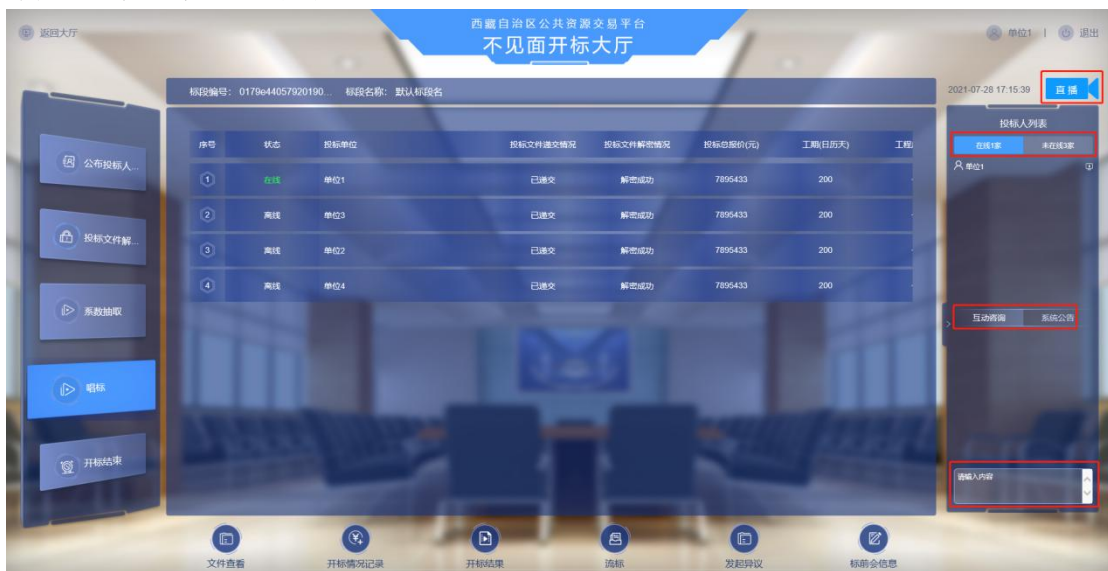 返回大厅
西藏自治区公共资源交易平台
不见面开标大厅
单位1 | 退出
标段编号: 0179e44057920190... 标段名称: 默认标段名
2021-07-28 17:15:39 直播
公布投标人...
投标文件解...
系数抽取
唱标
开标结束
序号 状态 投标单位 投标文件递交情况 投标文件解密情况 投标总报价(元) 工期(日历天) 工程
1 在线 单位1 已递交 解密成功 7895433 200
2 离线 单位3 已递交 解密成功 7895433 200
3 离线 单位2 已递交 解密成功 7895433 200
4 离线 单位4 已递交 解密成功 7895433 200
投标人列表
在线1家 未在线3家
单位1
互动咨询 系统公告
请输入内容
文件查看 开标情况记录 开标结果 流标 发起异议 标前会信息